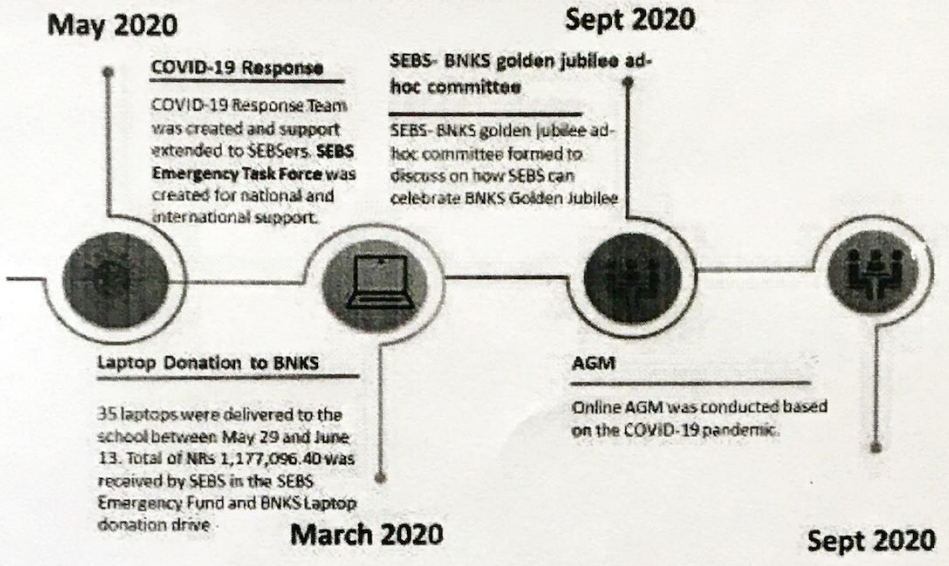 May 2020
COVID-19 Response
COVID-19 Response Team
was created and support
extended to SEBSers. SEBS
Emergency Task Force was
created for national and
international support.
Laptop Donation to BNKS
35 laptops were delivered to the
school between May 29 and June
13. Total of NRs 1,177,096.40 was
received by SEBS in the SEBS
Emergency Fund and BNKS Laptop
donation drive
March 2020
Sept 2020
SEBS- BNKS golden jubilee ad-
hoc committee
SEBS- BNKS golden jubilee ad-
hoc committee formed to
discuss on how SEBS can
celebrate BNKS Golden Jubilee
AGM
Online AGM was conducted based
on the COVID-19 pandemic.
Sept 2020